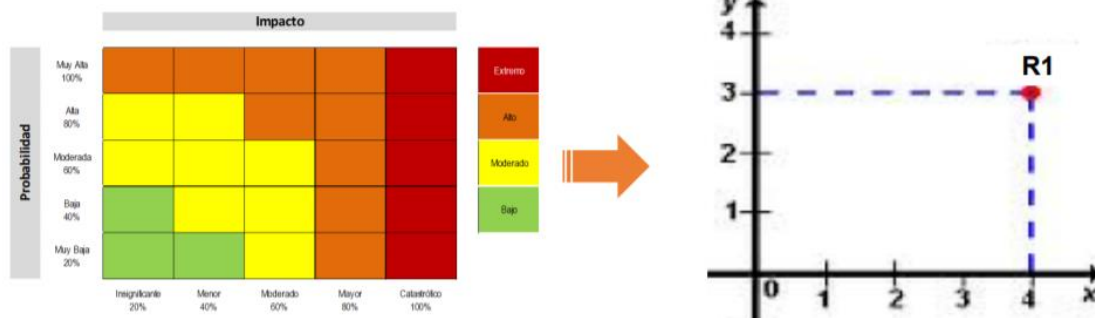 Impacto
Probabilidad
Muy Alta
100%
Alta
80%
Moderada
60%
Baja
40%
Muy Baja
20%
Insignificante
20%
Menor
40%
Moderado
60%
Mayor
80%
Catastrófico
100%
Extremo
Alto
Moderado
Bajo
y
4
3
2
1
0
1
2
3
4
x
R1